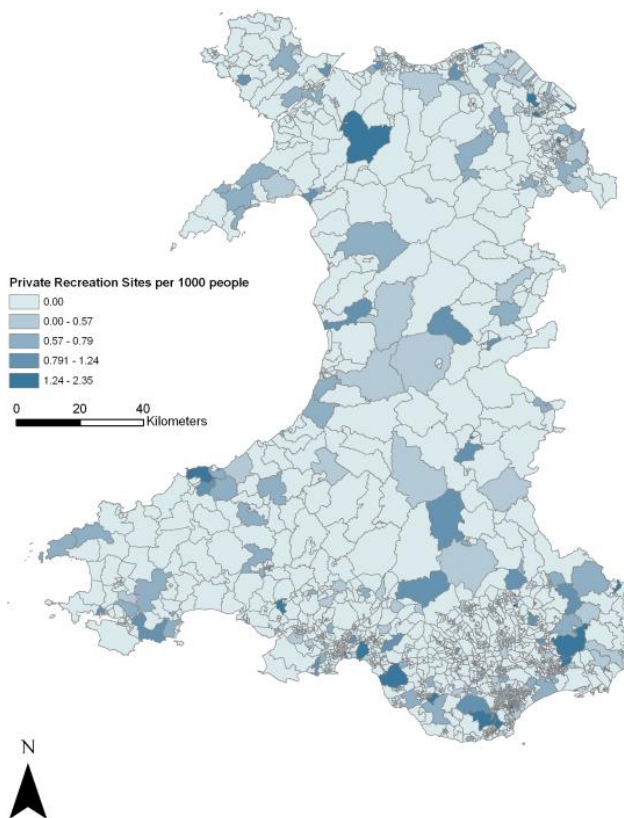 Private Recreation Sites per 1000 people
0.00
0.00 - 0.57
0.57 - 0.79
0.791 - 1.24
1.24 - 2.35
0 20 40
Kilometers
N